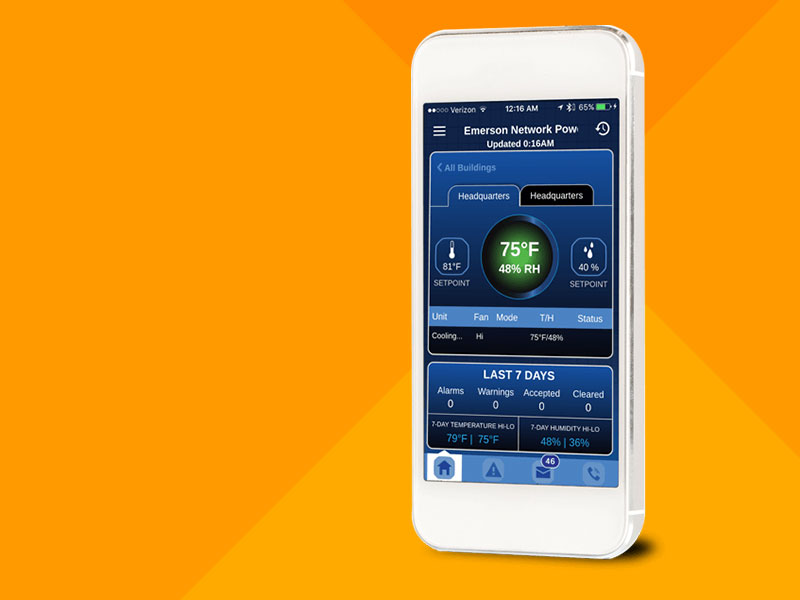 Verizon 12:16 AM 65%
Emerson Network Pow
Updated 0:16AM
All Buildings
Headquarters Headquarters
75°F
48% RH
81°F
SETPOINT
40 %
SETPOINT
Unit Fan Mode T/H Status
Cooling... Hi 75°F/48%
LAST 7 DAYS
Alarms Warnings Accepted Cleared
0 0 0 0
7-DAY TEMPERATURE HI-LO 7-DAY HUMIDITY HI-LO
79°F | 75°F 48% | 36%
46